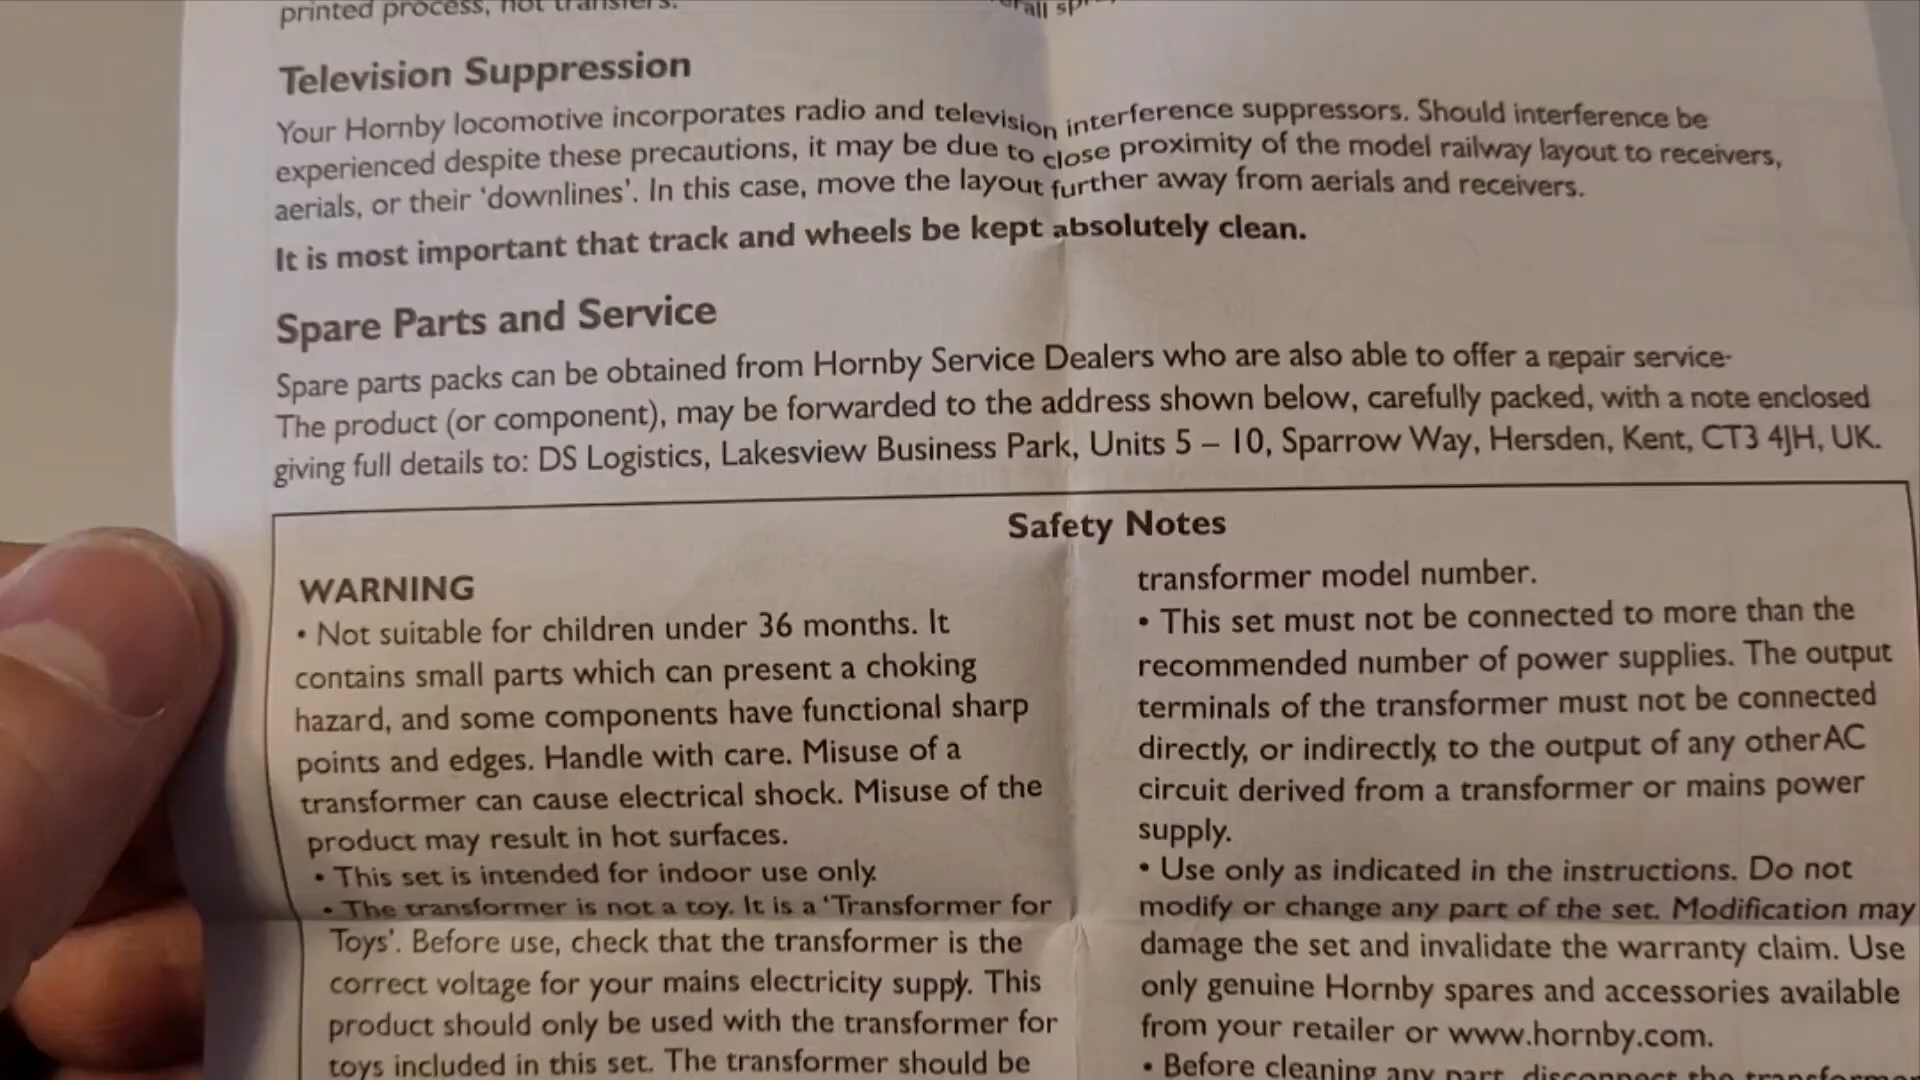 printed process, not transfers.
Television Suppression
Your Hornby locomotive incorporates radio and television interference suppressors. Should interference be
experienced despite these precautions, it may be due to close proximity of the model railway layout to receivers,
aerials, or their ‘downlines’. In this case, move the layout further away from aerials and receivers.
It is most important that track and wheels be kept absolutely clean.
Spare Parts and Service
Spare parts packs can be obtained from Hornby Service Dealers who are also able to offer a repair service-
The product (or component), may be forwarded to the address shown below, carefully packed, with a note enclosed
giving full details to: DS Logistics, Lakesview Business Park, Units 5 – 10, Sparrow Way, Hersden, Kent, CT3 4JH, UK.
Safety Notes
WARNING
• Not suitable for children under 36 months. It
contains small parts which can present a choking
hazard, and some components have functional sharp
points and edges. Handle with care. Misuse of a
transformer can cause electrical shock. Misuse of the
product may result in hot surfaces.
• This set is intended for indoor use only.
• The transformer is not a toy. It is a ‘Transformer for
Toys’. Before use, check that the transformer is the
correct voltage for your mains electricity supply. This
product should only be used with the transformer for
toys included in this set. The transformer should be
transformer model number.
• This set must not be connected to more than the
recommended number of power supplies. The output
terminals of the transformer must not be connected
directly, or indirectly, to the output of any other AC
circuit derived from a transformer or mains power
supply.
• Use only as indicated in the instructions. Do not
modify or change any part of the set. Modification may
damage the set and invalidate the warranty claim. Use
only genuine Hornby spares and accessories available
from your retailer or www.hornby.com.
• Before cleaning any part, disconnect the